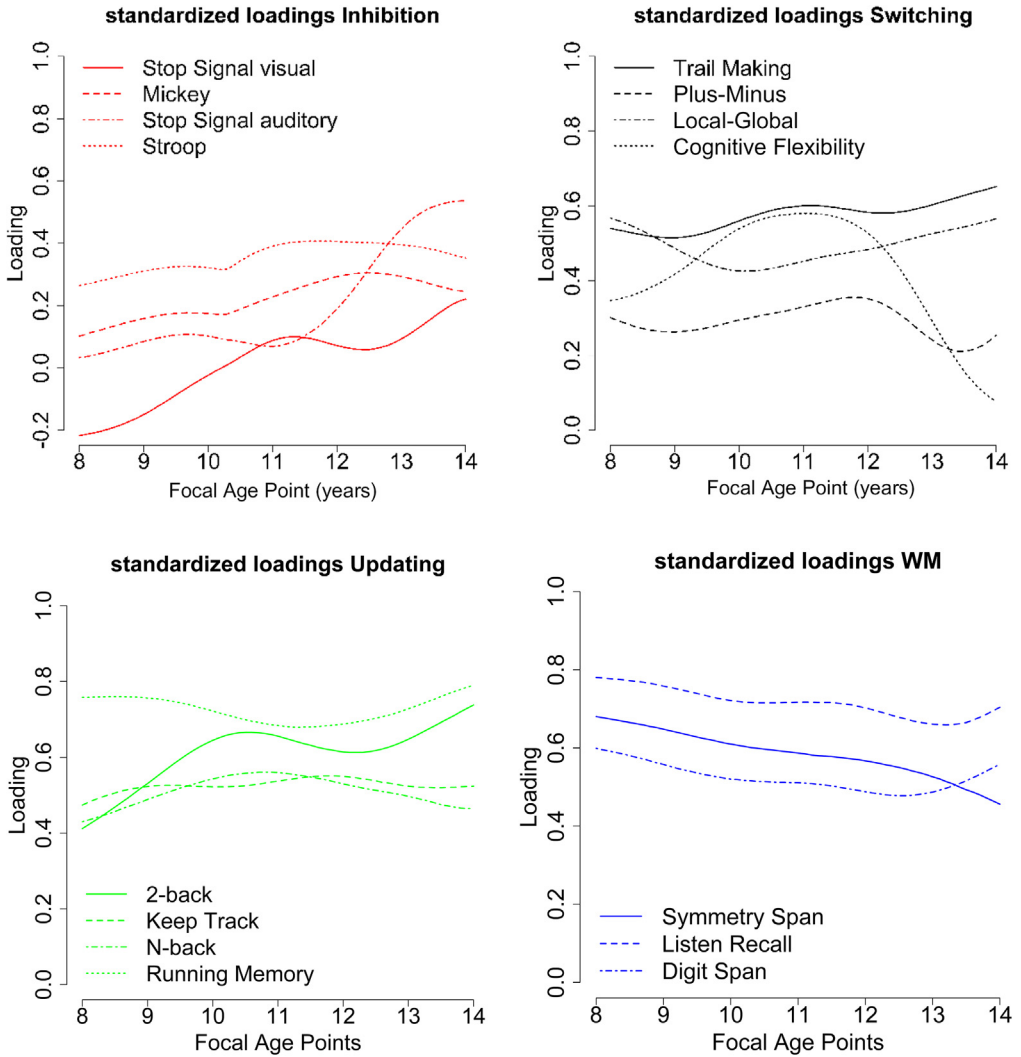 standardized loadings Inhibition
1.0
0.8
0.6
0.4
0.2
0.0
-0.2
Loading
Stop Signal visual
Mickey
Stop Signal auditory
Stroop
8 9 10 11 12 13 14
Focal Age Point (years)
standardized loadings Switching
1.0
0.8
0.6
0.4
0.2
0.0
Loading
Trail Making
Plus-Minus
Local-Global
Cognitive Flexibility
8 9 10 11 12 13 14
Focal Age Point (years)
standardized loadings Updating
1.0
0.8
0.6
0.4
0.2
0.0
Loading
2-back
Keep Track
N-back
Running Memory
8 9 10 11 12 13 14
Focal Age Points
standardized loadings WM
1.0
0.8
0.6
0.4
0.2
0.0
Loading
Symmetry Span
Listen Recall
Digit Span
8 9 10 11 12 13 14
Focal Age Points